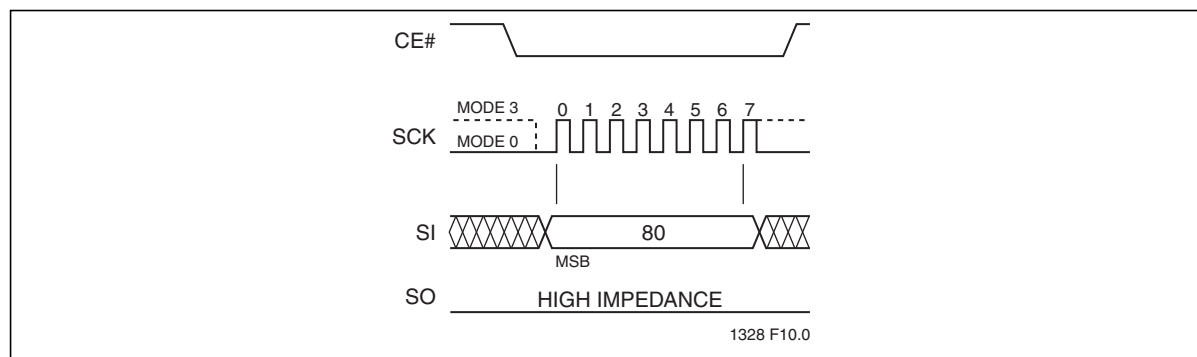 CE#
MODE 3
0 1 2 3 4 5 6 7
SCK
MODE 0
SI
80
MSB
SO
HIGH IMPEDANCE
1328 F10.0